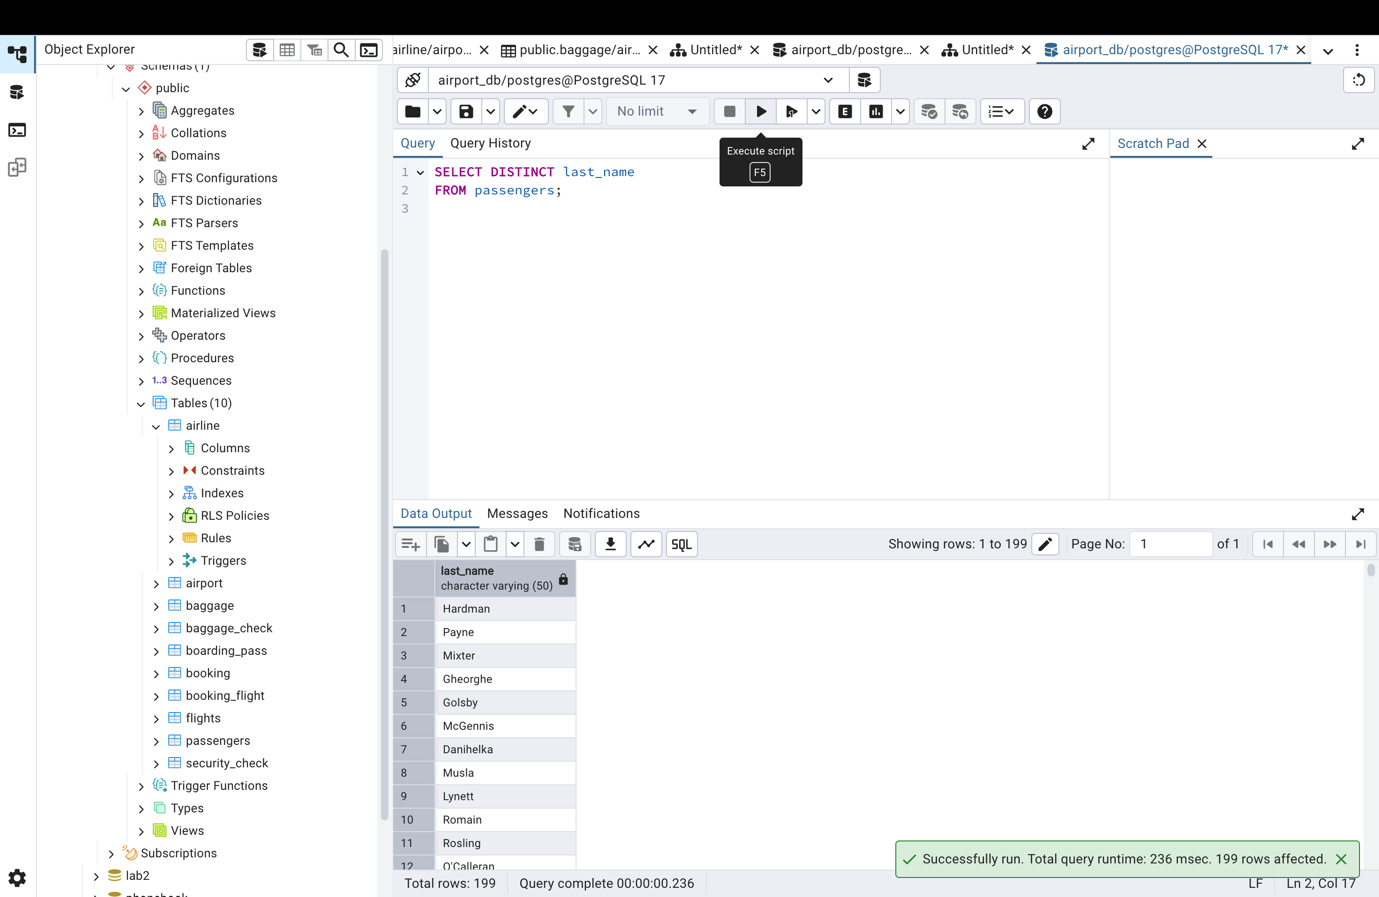 Object Explorer
Schemas (1)
public
Aggregates
Collations
Domains
FTS Configurations
FTS Dictionaries
Aa FTS Parsers
FTS Templates
Foreign Tables
Functions
Materialized Views
Operators
Procedures
1..3 Sequences
Tables (10)
airline
Columns
Constraints
Indexes
RLS Policies
Rules
Triggers
airport
baggage
baggage_check
boarding_pass
booking
booking_flight
flights
passengers
security_check
Trigger Functions
Types
Views
Subscriptions
lab2
airline/airpo...
public.baggage/air...
Untitled*
airport_db/postgre...
Untitled*
airport_db/postgres@PostgreSQL 17*
airport_db/postgres@PostgreSQL 17
No limit
E
Query
Query History
Execute script
F5
Scratch Pad
1 SELECT DISTINCT last_name
2 FROM passengers;
3
Data Output
Messages
Notifications
SQL
Showing rows: 1 to 199
Page No: 1 of 1
last_name
character varying (50)
1 Hardman
2 Payne
3 Mixter
4 Gheorghe
5 Golsby
6 McGennis
7 Danihelka
8 Musla
9 Lynett
10 Romain
11 Rosling
12 O'Calleran
Successfully run. Total query runtime: 236 msec. 199 rows affected.
Total rows: 199
Query complete 00:00:00.236
LF
Ln 2, Col 17